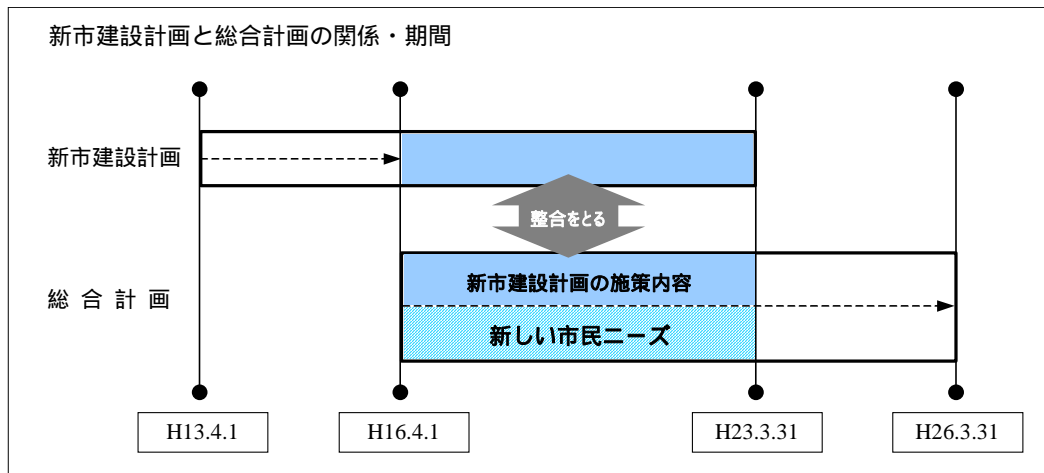 新市建設計画と総合計画の関係・期間
新市建設計画
整合をとる
総合計画
新市建設計画の施策内容
新しい市民ニーズ
H13.4.1
H16.4.1
H23.3.31
H26.3.31